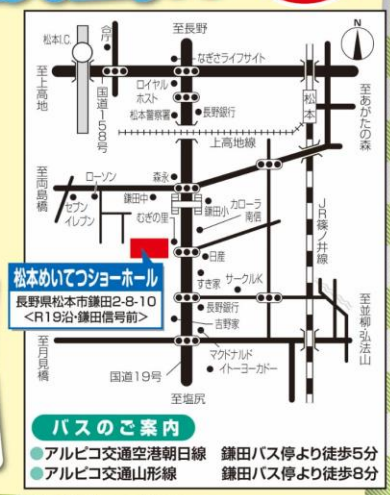 至長野
N
松本I.C.
合庁
なぎさライフサイト
至上高地
国道158号
ロイヤル
ホスト
松本警察署
長野銀行
松本
至あがたの森
上高地線
至両島橋
ローソン
森永
セブン
イレブン
鎌田中
鎌田小
カローラ
南信
むぎの里
JR篠ノ井線
日産
松本めいてつショーホール
長野県松本市鎌田2-8-10
<R19沿・鎌田信号前>
すき家
サークルK
長野銀行
吉野家
至並柳・弘法山
至月見橋
マクドナルド
イトーヨーカドー
国道19号
至塩尻
バスのご案内
アルピコ交通空港朝日線 鎌田バス停より徒歩5分
アルピコ交通山形線 鎌田バス停より徒歩8分